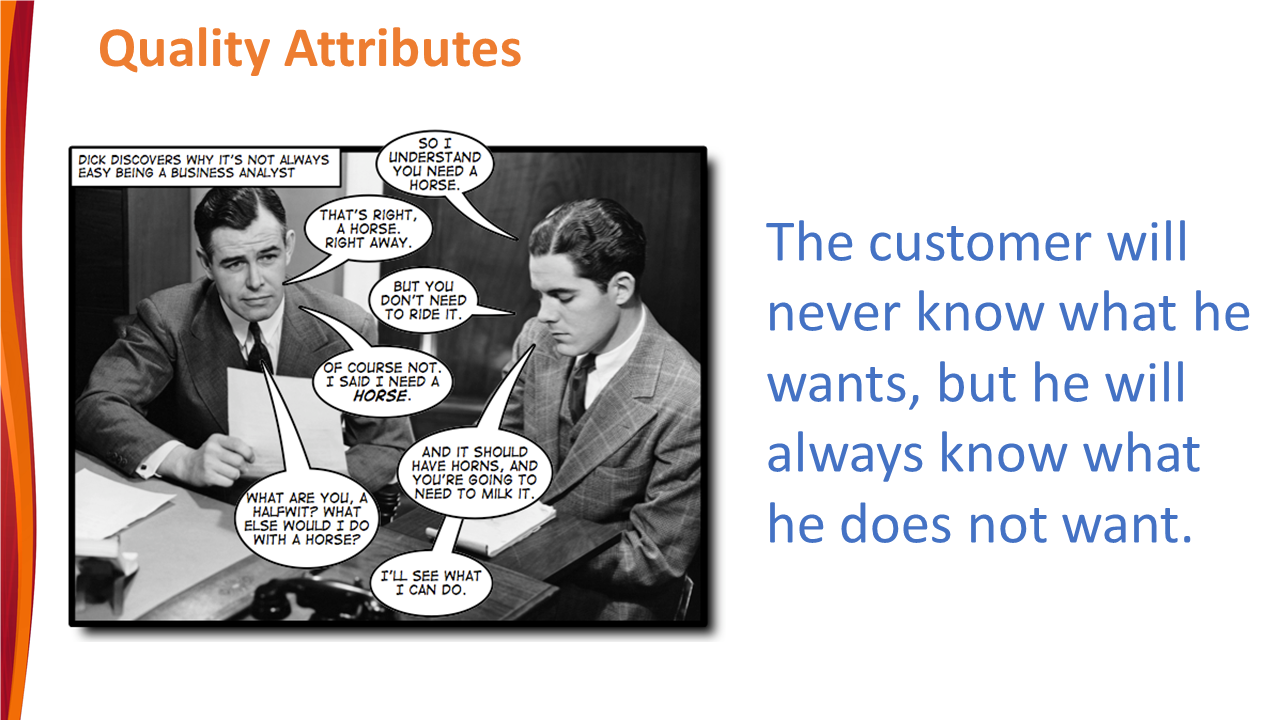 Quality Attributes
DICK DISCOVERS WHY IT'S NOT ALWAYS
EASY BEING A BUSINESS ANALYST
SO I
UNDERSTAND
YOU NEED A
HORSE.
THAT'S RIGHT,
A HORSE.
RIGHT AWAY.
BUT YOU
DON'T NEED
TO RIDE IT.
OF COURSE NOT.
I SAID I NEED A
HORSE.
AND IT SHOULD
HAVE HORNS, AND
YOU'RE GOING TO
NEED TO MILK IT.
WHAT ARE YOU, A
HALFWIT? WHAT
ELSE WOULD I DO
WITH A HORSE?
I'LL SEE WHAT
I CAN DO.
The customer will
never know what he
wants, but he will
always know what
he does not want.